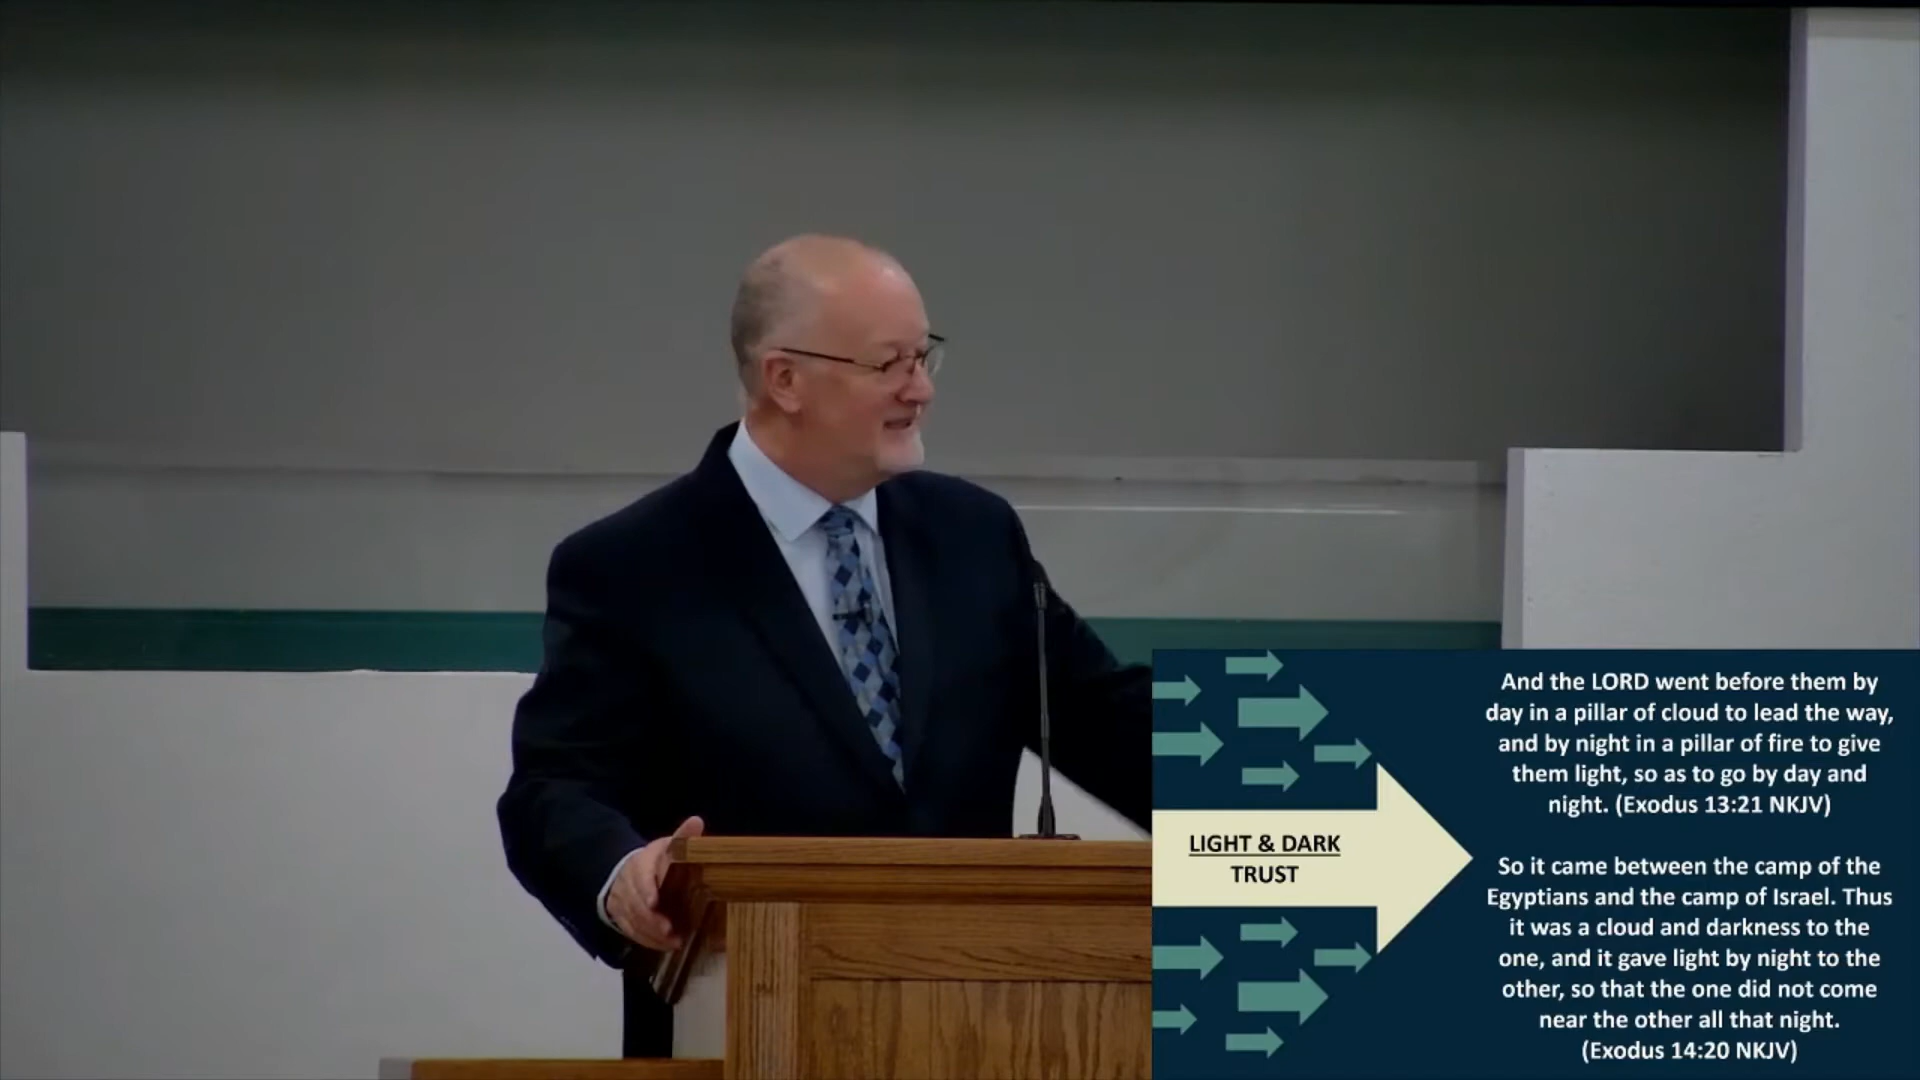 LIGHT & DARK
TRUST
And the LORD went before them by
day in a pillar of cloud to lead the way,
and by night in a pillar of fire to give
them light, so as to go by day and
night. (Exodus 13:21 NKJV)
So it came between the camp of the
Egyptians and the camp of Israel. Thus
it was a cloud and darkness to the
one, and it gave light by night to the
other, so that the one did not come
near the other all that night.
(Exodus 14:20 NKJV)